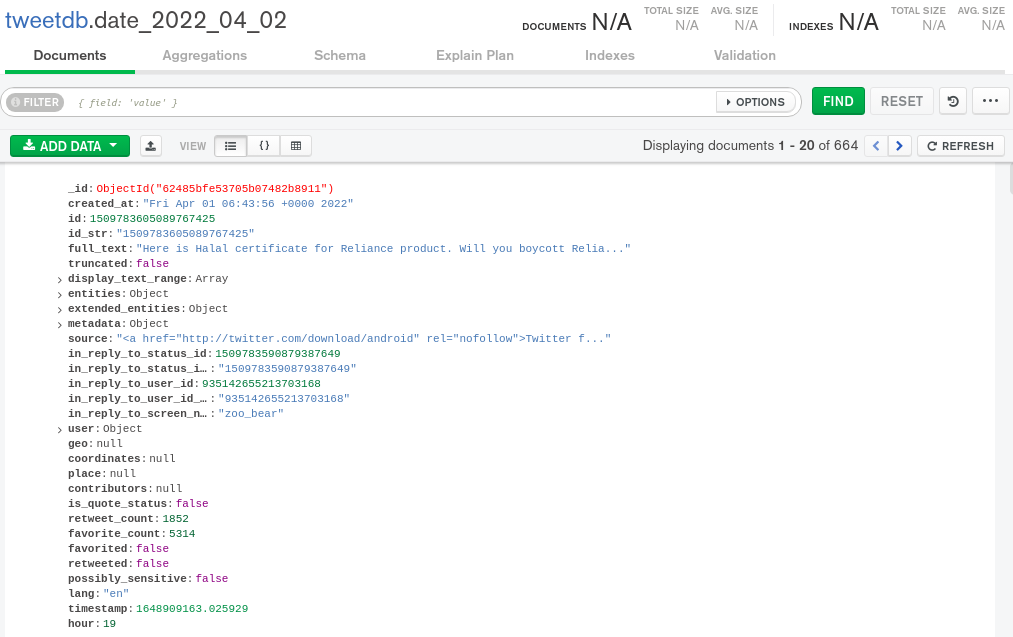 tweetdb.date_2022_04_02
DOCUMENTS N/A
TOTAL SIZE
N/A
AVG. SIZE
N/A
INDEXES N/A
TOTAL SIZE
N/A
AVG. SIZE
N/A
Documents Aggregations Schema Explain Plan Indexes Validation
FILTER { field: 'value' } OPTIONS FIND RESET
ADD DATA VIEW { } Displaying documents 1 - 20 of 664 REFRESH
_id: ObjectId("62485bfe53705b07482b8911")
created_at: "Fri Apr 01 06:43:56 +0000 2022"
id: 1509783605089767425
id_str: "1509783605089767425"
full_text: "Here is Halal certificate for Reliance product. Will you boycott Relia..."
truncated: false
display_text_range: Array
entities: Object
extended_entities: Object
metadata: Object
source: "<a href="http://twitter.com/download/android" rel="nofollow">Twitter f..."
in_reply_to_status_id: 1509783590879387649
in_reply_to_status_i…: "1509783590879387649"
in_reply_to_user_id: 935142655213703168
in_reply_to_user_id_…: "935142655213703168"
in_reply_to_screen_n…: "zoo_bear"
user: Object
geo: null
coordinates: null
place: null
contributors: null
is_quote_status: false
retweet_count: 1852
favorite_count: 5314
favorited: false
retweeted: false
possibly_sensitive: false
lang: "en"
timestamp: 1648909163.025929
hour: 19